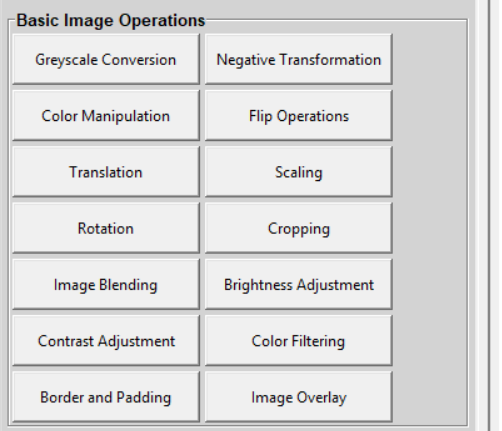 Basic Image Operations
Greyscale Conversion
Negative Transformation
Color Manipulation
Flip Operations
Translation
Scaling
Rotation
Cropping
Image Blending
Brightness Adjustment
Contrast Adjustment
Color Filtering
Border and Padding
Image Overlay